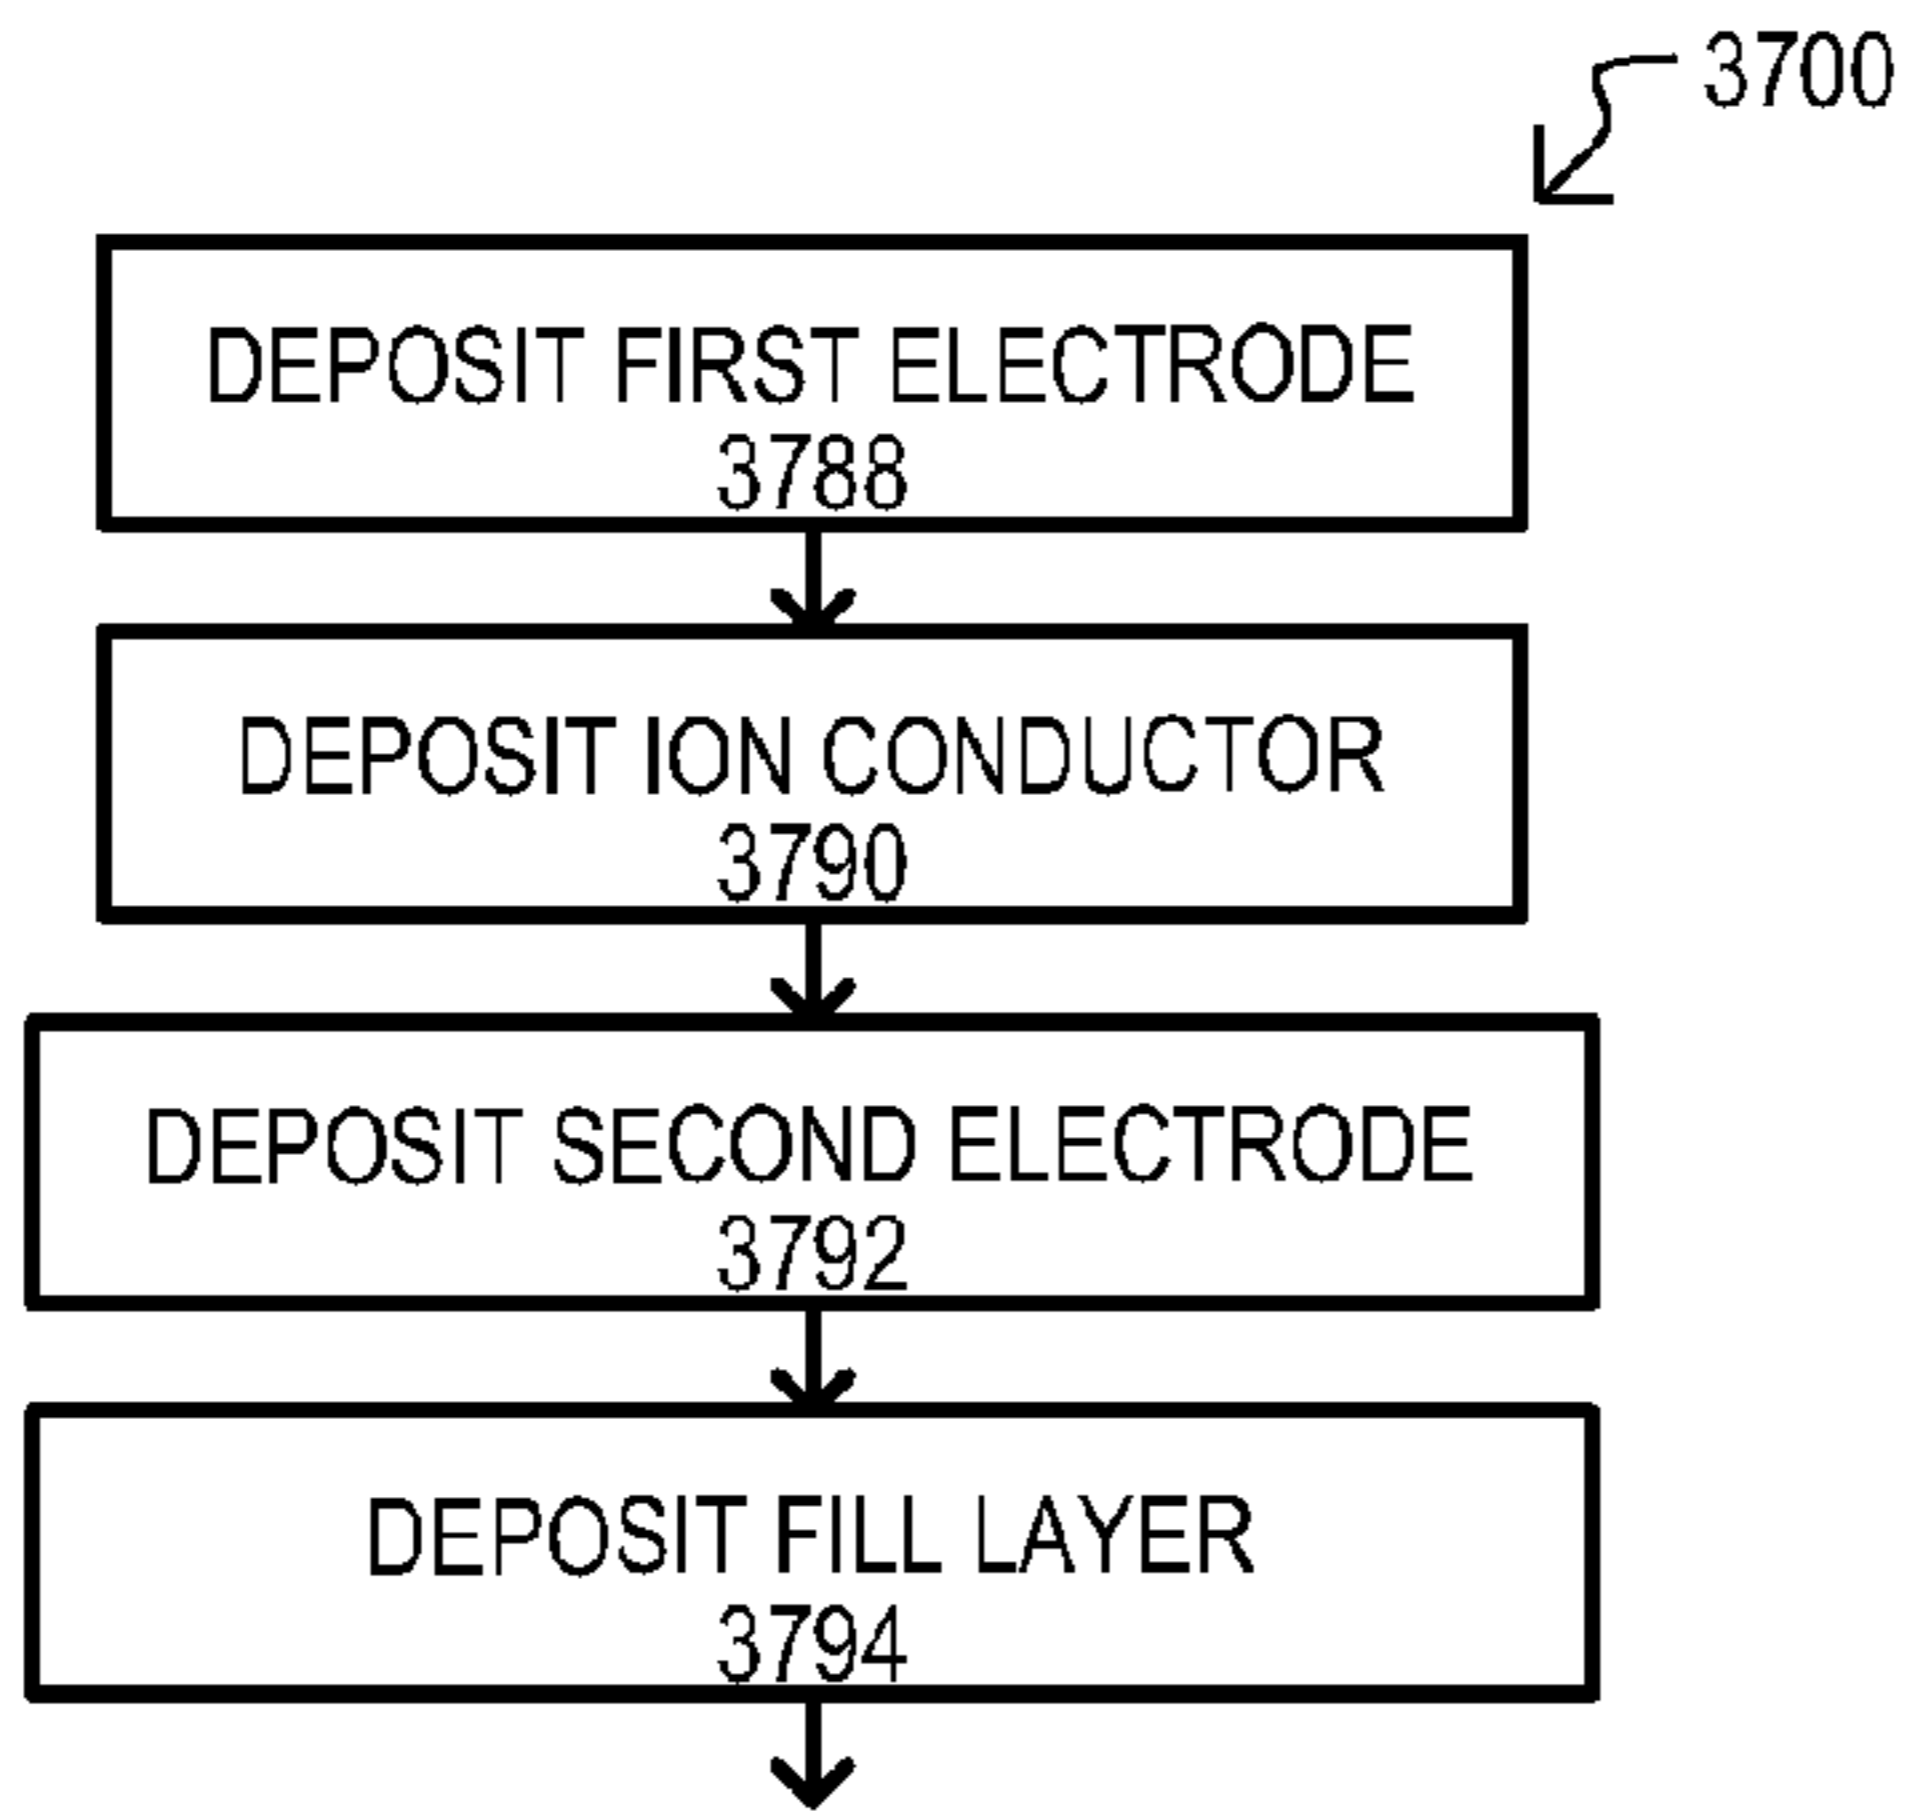 3700
DEPOSIT FIRST ELECTRODE
3788
DEPOSIT ION CONDUCTOR
3790
DEPOSIT SECOND ELECTRODE
3792
DEPOSIT FILL LAYER
3794